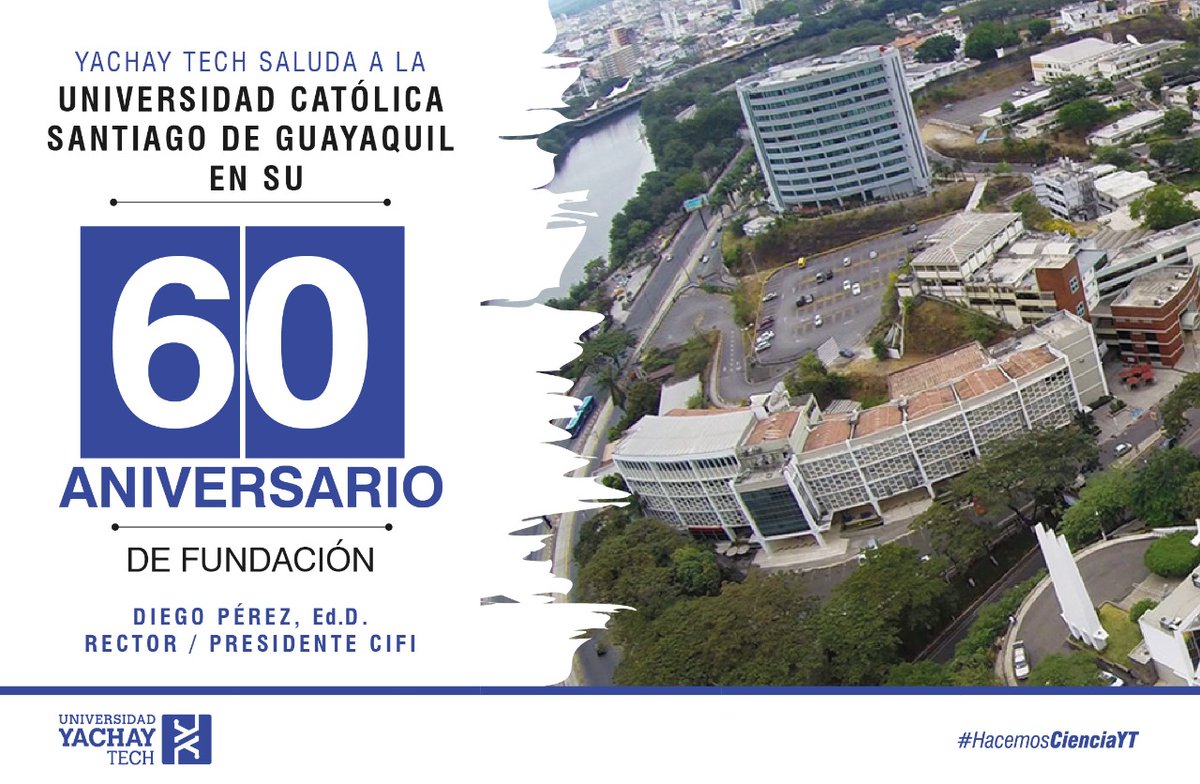 YACHAY TECH SALUDA A LA
UNIVERSIDAD CATÓLICA
SANTIAGO DE GUAYAQUIL
EN SU
60
ANIVERSARIO
DE FUNDACIÓN
DIEGO PÉREZ, Ed.D.
RECTOR / PRESIDENTE CIFI
UNIVERSIDAD
YACHAY
TECH
#HacemosCienciaYT